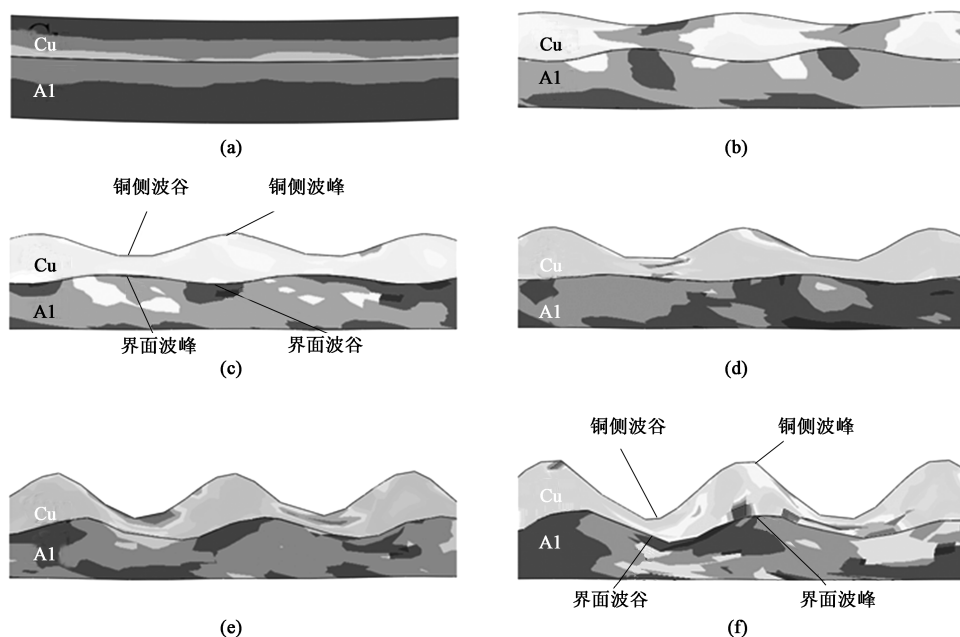 Cu
A1
(a)
Cu
A1
(b)
铜侧波谷
铜侧波峰
Cu
A1
界面波峰
界面波谷
(c)
Cu
A1
(d)
Cu
A1
(e)
铜侧波谷
铜侧波峰
Cu
A1
界面波谷
界面波峰
(f)